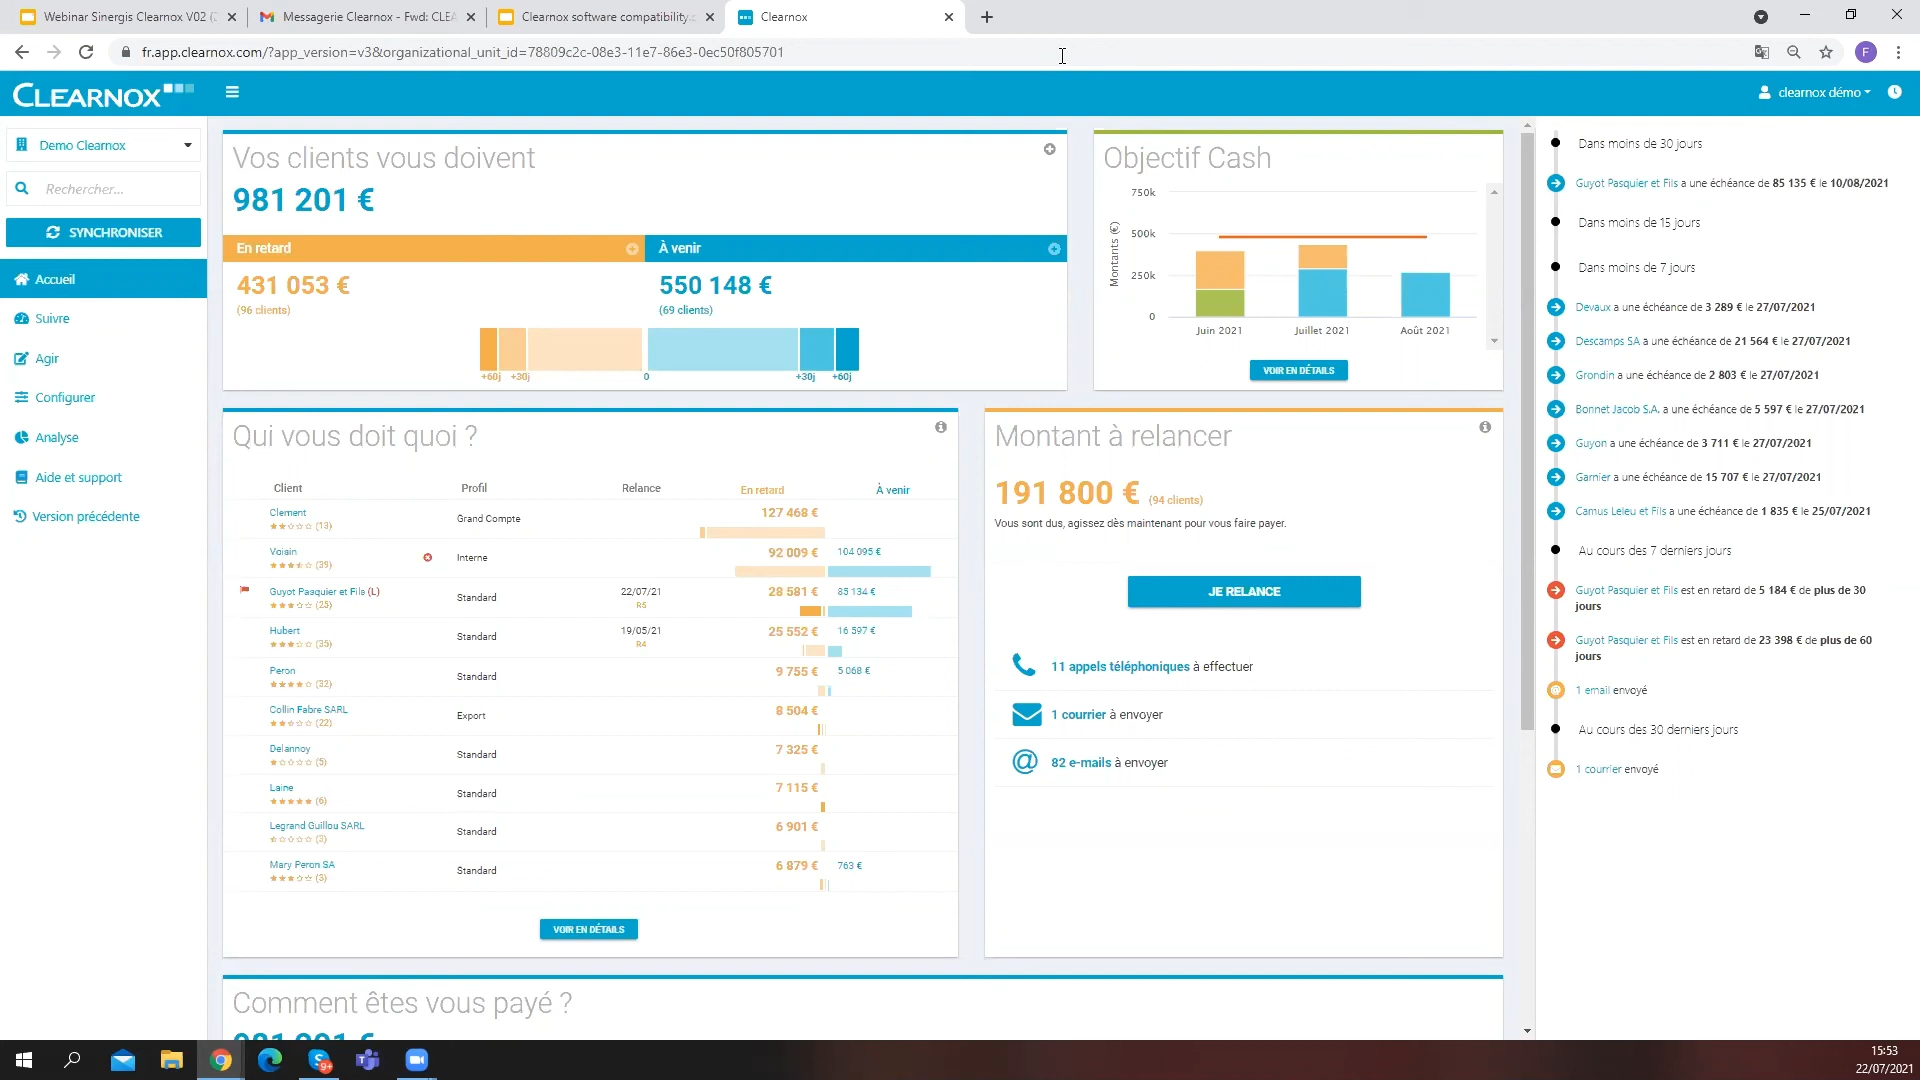 Webinar Sinergis Clearnox V02 (
Messagerie Clearnox - Fwd: CLEA
Clearnox software compatibility.
Clearnox
fr.app.clearnox.com/?app_version=v3&organizational_unit_id=78809c2c-08e3-11e7-86e3-0ec50f805701
F
CLEARNOX
clearnox démo
Demo Clearnox
Rechercher...
SYNCHRONISER
Accueil
Suivre
Agir
Configurer
Analyse
Aide et support
Version précédente
Vos clients vous doivent
981 201 €
En retard
À venir
431 053 €
(96 clients)
550 148 €
(69 clients)
+60j +30j 0 +30j +60j
Objectif Cash
Montants (€)
750k
500k
250k
0
Juin 2021 Juillet 2021 Août 2021
VOIR EN DÉTAILS
Qui vous doit quoi ?
Client Profil Relance En retard À venir
Clement Grand Compte 127 468 €
(13)
Voisin Interne 92 009 € 104 095 €
(39)
Guyot Pasquier et Fils (L) Standard 22/07/21 28 581 € 85 134 €
(25) R5
Hubert Standard 19/05/21 25 552 € 16 597 €
(35) R4
Peron Standard 9 755 € 5 068 €
(32)
Collin Fabre SARL Export 8 504 €
(22)
Delannoy Standard 7 325 €
(5)
Laine Standard 7 115 €
(6)
Legrand Guillou SARL Standard 6 901 €
(3)
Mary Peron SA Standard 6 879 € 763 €
(3)
VOIR EN DÉTAILS
Montant à relancer
191 800 € (94 clients)
Vous sont dus, agissez dès maintenant pour vous faire payer.
JE RELANCE
11 appels téléphoniques à effectuer
1 courrier à envoyer
82 e-mails à envoyer
Comment êtes vous payé ?
981 201 €
Dans moins de 30 jours
Guyot Pasquier et Fils a une échéance de 85 135 € le 10/08/2021
Dans moins de 15 jours
Dans moins de 7 jours
Devaux a une échéance de 3 289 € le 27/07/2021
Descamps SA a une échéance de 21 564 € le 27/07/2021
Grondin a une échéance de 2 803 € le 27/07/2021
Bonnet Jacob S.A. a une échéance de 5 597 € le 27/07/2021
Guyon a une échéance de 3 711 € le 27/07/2021
Garnier a une échéance de 15 707 € le 27/07/2021
Camus Leleu et Fils a une échéance de 1 835 € le 25/07/2021
Au cours des 7 derniers jours
Guyot Pasquier et Fils est en retard de 5 184 € de plus de 30
jours
Guyot Pasquier et Fils est en retard de 23 398 € de plus de 60
jours
1 email envoyé
Au cours des 30 derniers jours
1 courrier envoyé
9+
15:53
22/07/2021